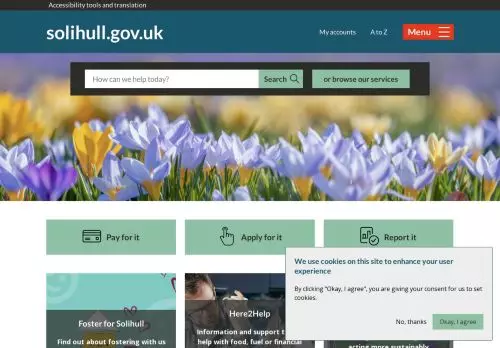 Accessibility tools and translation
solihull.gov.uk
My accounts
A to Z
Menu
How can we help today?
Search
or browse our services
Pay for it
Apply for it
Report it
We use cookies on this site to enhance your user
experience
By clicking "Okay, I agree", you are giving your consent for us to set
cookies.
No, thanks
Okay, I agree
Foster for Solihull
Find out about fostering with us
Here2Help
Information and support t
help with food, fuel or financial
acting more sustainably